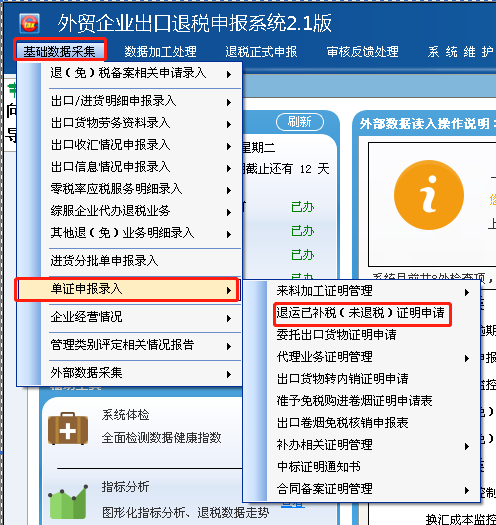 外贸企业出口退税申报系统2.1版
基础数据采集 数据加工处理 退税正式申报 审核反馈处理 系 统 维 护
退（免）税备案相关申请录入
出口/进货明细申报录入
出口货物劳务资料录入
出口收汇情况申报录入
出口信息情况申报录入
零税率应税服务明细录入
综服企业代办退税业务
其他退（免）业务明细录入
进货分批单申报录入
单证申报录入
企业经营情况
管理类别评定相关情况报告
外部数据采集
向
导
刷新
星期二
期截止还有 12 天
已办
已办
已办
已办
外部数据读入操作说明：
来料加工证明管理
退运已补税（未退税）证明申请
委托出口货物证明申请
代理业务证明管理
出口货物转内销证明申请
准予免税购进卷烟证明申请表
出口卷烟免税核销申报表
补办相关证明管理
中标证明通知书
合同备案证明管理
系统体检
全面检测数据健康指数
指标分析
图形化指标分析、退税数据走势
换汇成本监控